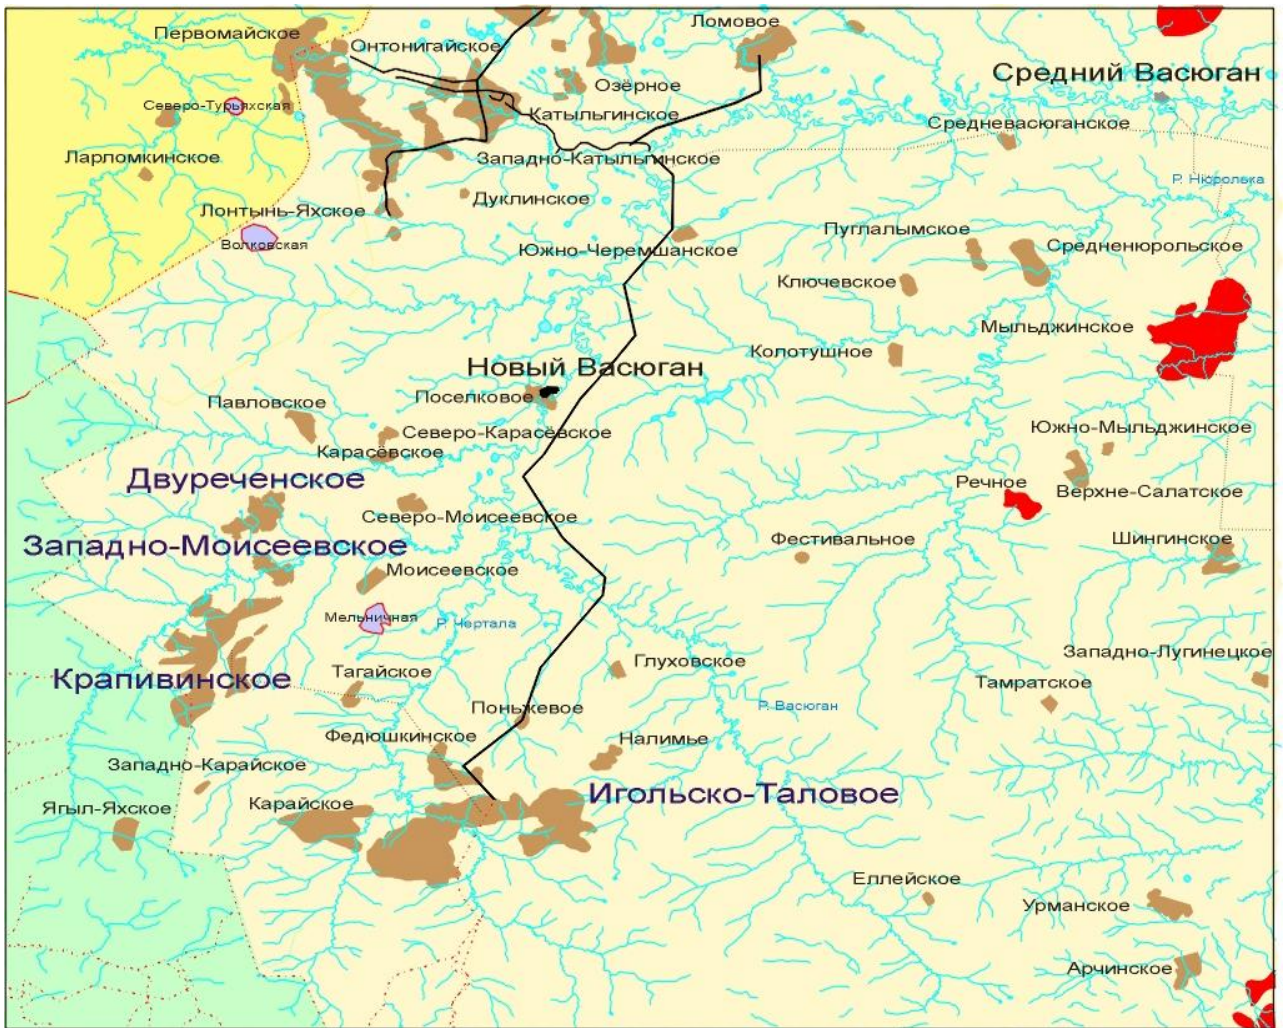 Ломовое
Первомайское
Онтонигайское
Средний Васюган
Озёрное
Северо-Турьяхская
Катыльгинское
Средневасюганское
Ларломкинское
Западно-Катыльгинское
Р. Нюролька
Дуклинское
Лонтынь-Яхское
Пуглалымское
Волковская
Южно-Черемшанское
Средненюрольское
Ключевское
Мыльджинское
Колотушное
Новый Васюган
Поселковое
Павловское
Северо-Карасёвское
Южно-Мыльджинское
Карасёвское
Двуреченское
Речное
Верхне-Салатское
Северо-Моисеевское
Фестивальное
Шингинское
Западно-Моисеевское
Моисеевское
Мельничная
Р. Чертала
Западно-Лугинецкое
Глуховское
Тагайское
Крапивинское
Тамратское
Поньжевое
Р. Васюган
Федюшкинское
Налимье
Западно-Карайское
Игольско-Таловое
Ягыл-Яхское
Карайское
Еллейское
Урманское
Арчинское